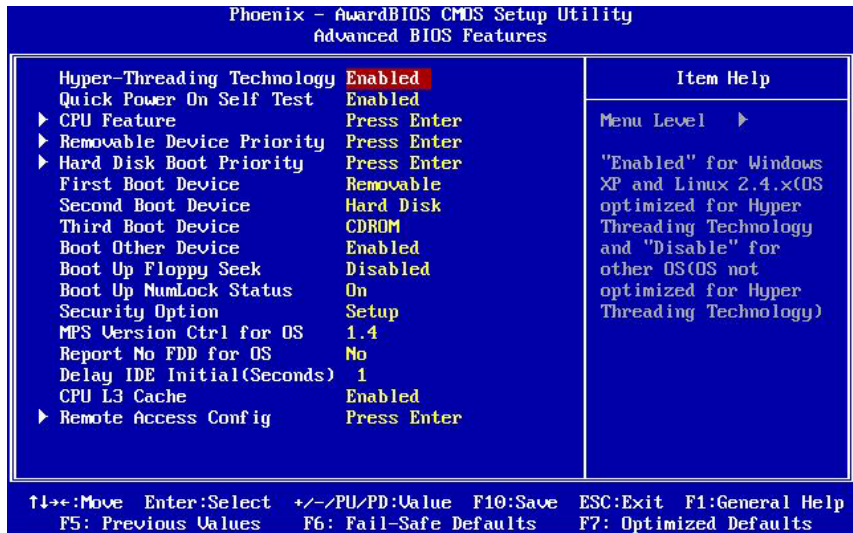 Phoenix – AwardBIOS CMOS Setup Utility
Advanced BIOS Features
Hyper-Threading Technology Enabled
Quick Power On Self Test Enabled
▶ CPU Feature Press Enter
▶ Removable Device Priority Press Enter
▶ Hard Disk Boot Priority Press Enter
First Boot Device Removable
Second Boot Device Hard Disk
Third Boot Device CDROM
Boot Other Device Enabled
Boot Up Floppy Seek Disabled
Boot Up NumLock Status On
Security Option Setup
MPS Version Ctrl for OS 1.4
Report No FDD for OS No
Delay IDE Initial(Seconds) 1
CPU L3 Cache Enabled
▶ Remote Access Config Press Enter
Item Help
Menu Level ▶
"Enabled" for Windows
XP and Linux 2.4.x(OS
optimized for Hyper
Threading Technology
and "Disable" for
other OS(OS not
optimized for Hyper
Threading Technology)
↑↓→←:Move Enter:Select +/-/PU/PD:Value F10:Save ESC:Exit F1:General Help
F5: Previous Values F6: Fail-Safe Defaults F7: Optimized Defaults